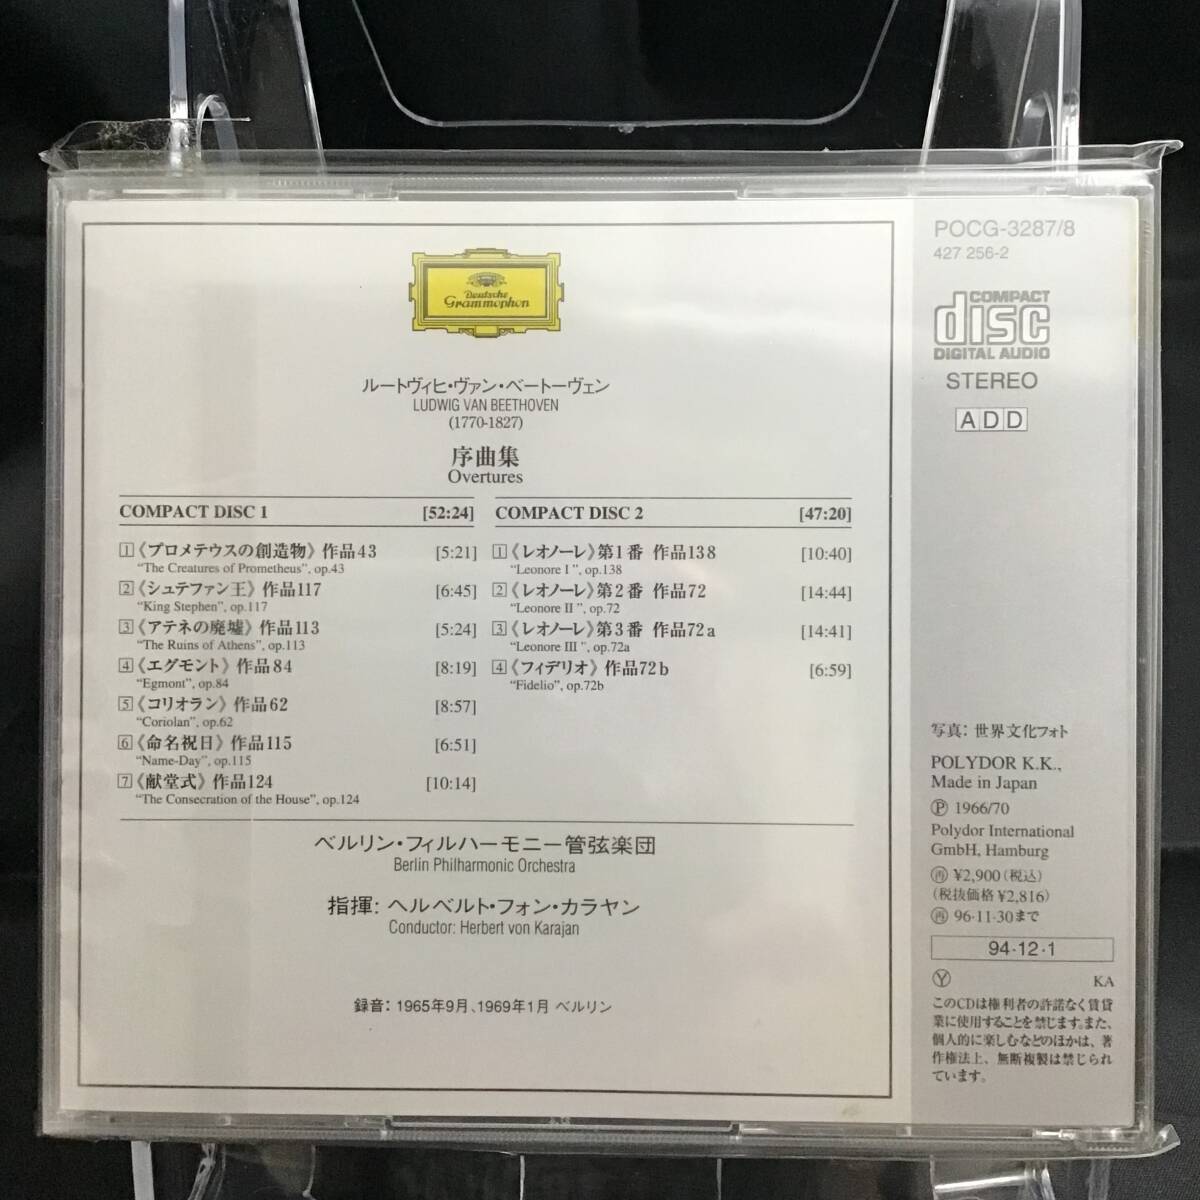 Deutsche
Grammophon
ルートヴィヒ・ヴァン・ベートーヴェン
LUDWIG VAN BEETHOVEN
(1770-1827)
序曲集
Overtures
COMPACT DISC 1 [52:24]
1 《プロメテウスの創造物》 作品43 [5:21]
“The Creatures of Prometheus”, op.43
2 《シュテファン王》 作品117 [6:45]
“King Stephen”, op.117
3 《アテネの廃墟》 作品113 [5:24]
“The Ruins of Athens”, op.113
4 《エグモント》 作品84 [8:19]
“Egmont”, op.84
5 《コリオラン》 作品62 [8:57]
“Coriolan”, op.62
6 《命名祝日》 作品115 [6:51]
“Name-Day”, op.115
7 《献堂式》 作品124 [10:14]
“The Consecration of the House”, op.124
COMPACT DISC 2 [47:20]
1 《レオノーレ》 第1番 作品138 [10:40]
“Leonore I”, op.138
2 《レオノーレ》 第2番 作品72 [14:44]
“Leonore II”, op.72
3 《レオノーレ》 第3番 作品72a [14:41]
“Leonore III”, op.72a
4 《フィデリオ》 作品72b [6:59]
“Fidelio”, op.72b
ベルリン・フィルハーモニー管弦楽団
Berlin Philharmonic Orchestra
指揮: ヘルベルト・フォン・カラヤン
Conductor: Herbert von Karajan
録音: 1965年9月、1969年1月 ベルリン
POCG-3287/8
427 256-2
COMPACT
disc
DIGITAL AUDIO
STEREO
ADD
写真: 世界文化フォト
POLYDOR K.K.,
Made in Japan
Ⓟ 1966/70
Polydor International
GmbH, Hamburg
㊢ ¥2,900(税込)
(税抜価格¥2,816)
㊢ 96・11・30まで
94・12・1
Ⓨ KA
このCDは権利者の許諾なく賃貸
業に使用することを禁じます。また、
個人的に楽しむなどのほかは、著
作権法上、無断複製は禁じられ
ています。